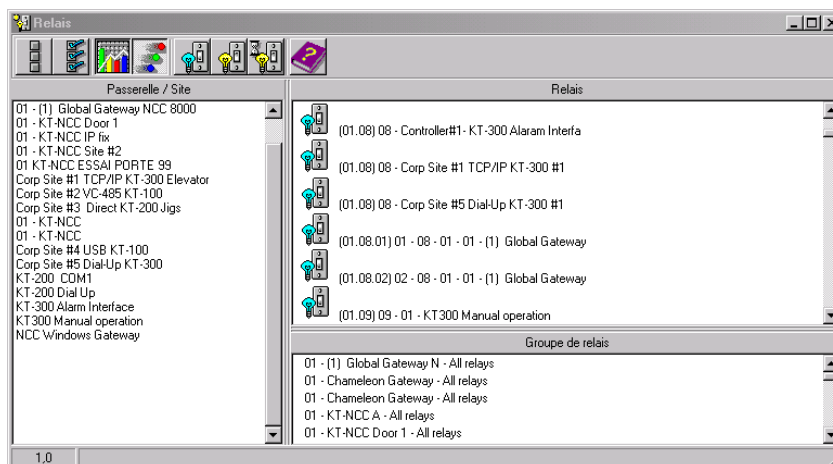 Relais
Passerelle / Site
01 - (1) Global Gateway NCC 8000
01 - KT-NCC Door 1
01 - KT-NCC IP fix
01 - KT-NCC Site #2
01 KT-NCC ESSAI PORTE 99
Corp Site #1 TCP/IP KT-300 Elevator
Corp Site #2 VC-485 KT-100
Corp Site #3 Direct KT-200 Jigs
01 - KT-NCC
01 - KT-NCC
Corp Site #4 USB KT-100
Corp Site #5 Dial-Up KT-300
KT-200 COM1
KT-200 Dial Up
KT-300 Alarm Interface
KT300 Manual operation
NCC Windows Gateway
Relais
(01.08) 08 - Controller#1- KT-300 Alaram Interfa
(01.08) 08 - Corp Site #1 TCP/IP KT-300 #1
(01.08) 08 - Corp Site #5 Dial-Up KT-300 #1
(01.08.01) 01 - 08 - 01 - 01 - (1) Global Gateway
(01.08.02) 02 - 08 - 01 - 01 - (1) Global Gateway
(01.09) 09 - 01 - KT300 Manual operation
Groupe de relais
01 - (1) Global Gateway N - All relays
01 - Chameleon Gateway - All relays
01 - Chameleon Gateway - All relays
01 - KT-NCC A - All relays
01 - KT-NCC Door 1 - All relays
1,0